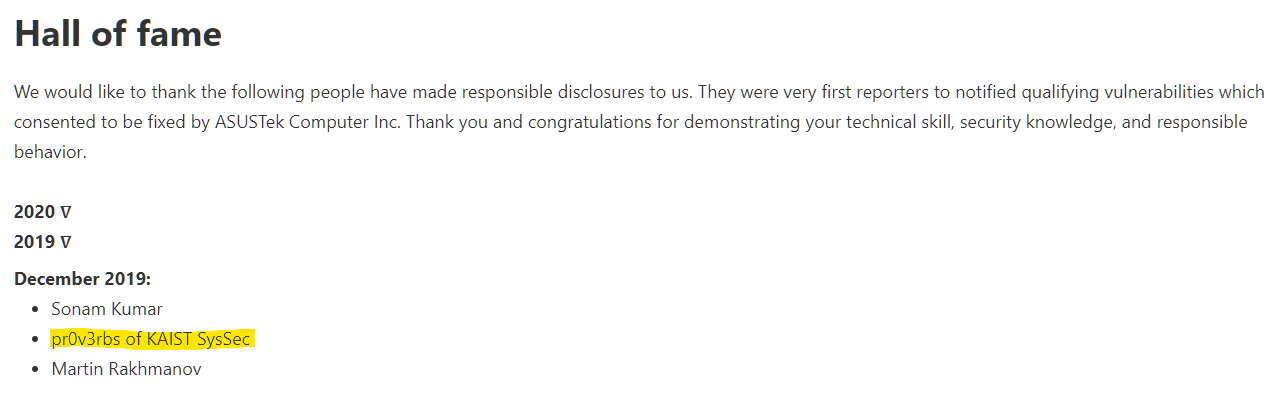 Hall of fame
We would like to thank the following people have made responsible disclosures to us. They were very first reporters to notified qualifying vulnerabilities which
consented to be fixed by ASUSTek Computer Inc. Thank you and congratulations for demonstrating your technical skill, security knowledge, and responsible
behavior.
2020 ∇
2019 ∇
December 2019:
• Sonam Kumar
• pr0v3rbs of KAIST SysSec
• Martin Rakhmanov